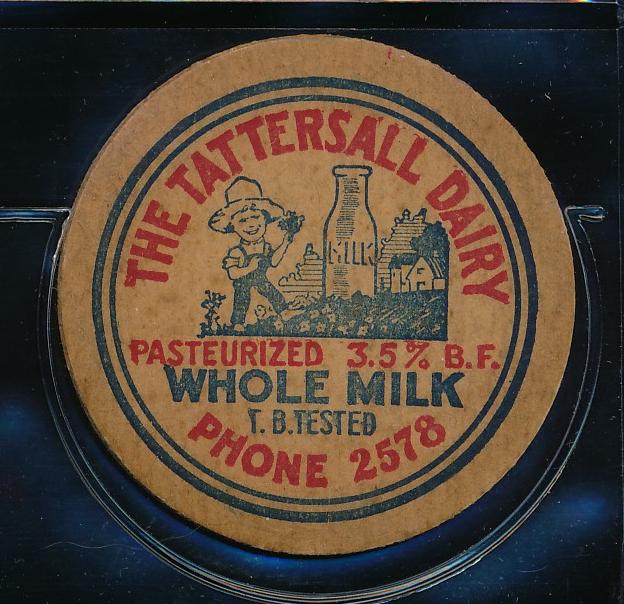 THE TATTERSALL DAIRY
MILK
PASTEURIZED 3.5% B.F.
WHOLE MILK
T. B. TESTED
PHONE 2578